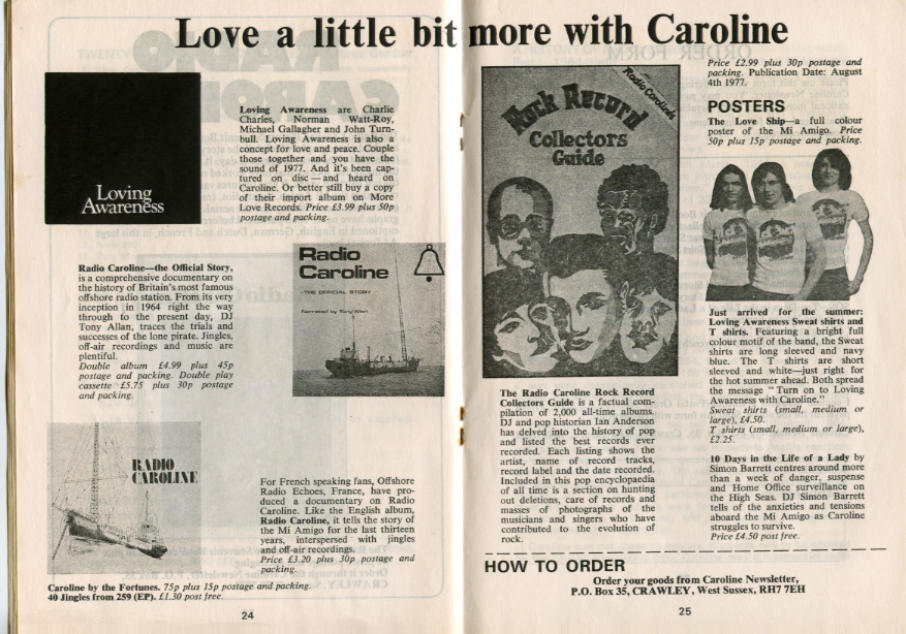 Love a little bit more with Caroline
Loving
Awareness
Loving Awareness are Charlie
Charles, Norman Watt-Roy,
Michael Gallagher and John Turn-
bull. Loving Awareness is also a
concept for love and peace. Couple
those together and you have the
sound of 1977. And it's been cap-
tured on disc—and heard on
Caroline. Or better still buy a copy
of their import album on More
Love Records. Price £3.99 plus 50p
postage and packing.
Radio Caroline—the Official Story,
is a comprehensive documentary on
the history of Britain's most famous
offshore radio station. From its very
inception in 1964 right the way
through to the present day, DJ
Tony Allan, traces the trials and
successes of the lone pirate. Jingles,
off-air recordings and music are
plentiful.
Double album £4.99 plus 45p
postage and packing. Double play
cassette £5.75 plus 30p postage
and packing.
Radio
Caroline
-THE OFFICIAL STORY
Narrated by Tony Allan
RADIO
CAROLINE
For French speaking fans, Offshore
Radio Echoes, France, have pro-
duced a documentary on Radio
Caroline. Like the English album,
Radio Caroline, it tells the story of
the Mi Amigo for the last thirteen
years, interspersed with jingles
and off-air recordings.
Price £3.20 plus 30p postage and
packing.
Caroline by the Fortunes. 75p plus 15p postage and packing.
40 Jingles from 259 (EP). £1.30 post free.
24
Radio Caroline's
Rock Record
Collectors
Guide
The Radio Caroline Rock Record
Collectors Guide is a factual com-
pilation of 2,000 all-time albums.
DJ and pop historian Ian Anderson
has delved into the history of pop
and listed the best records ever
recorded. Each listing shows the
artist, name of record tracks,
record label and the date recorded.
Included in this pop encyclopaedia
of all time is a section on hunting
out deletions, care of records and
masses of photographs of the
musicians and singers who have
contributed to the evolution of
rock.
Price £2.99 plus 30p postage and
packing. Publication Date: August
4th 1977.
POSTERS
The Love Ship—a full colour
poster of the Mi Amigo. Price
50p plus 15p postage and packing.
Just arrived for the summer:
Loving Awareness Sweat shirts and
T shirts. Featuring a bright full
colour motif of the band, the Sweat
shirts are long sleeved and navy
blue. The T shirts are short
sleeved and white—just right for
the hot summer ahead. Both spread
the message "Turn on to Loving
Awareness with Caroline."
Sweat shirts (small, medium or
large), £4.50.
T shirts (small, medium or large),
£2.25.
10 Days in the Life of a Lady by
Simon Barrett centres around more
than a week of danger, suspense
and Home Office surveillance on
the High Seas. DJ Simon Barrett
tells of the anxieties and tensions
aboard the Mi Amigo as Caroline
struggles to survive.
Price £4.50 post free.
HOW TO ORDER
Order your goods from Caroline Newsletter,
P.O. Box 35, CRAWLEY, West Sussex, RH7 7EH
25